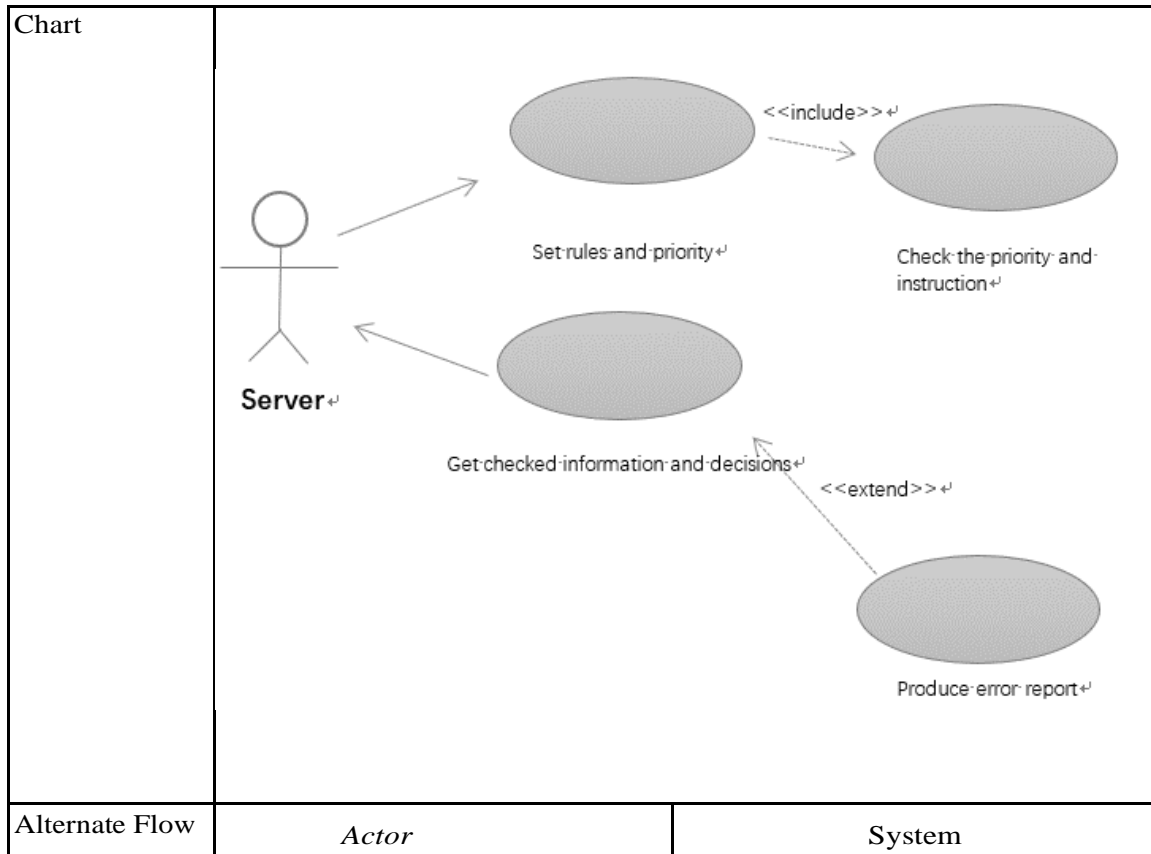 Chart
<<include>>
Set rules and priority
Check the priority and
instruction
Server
Get checked information and decisions
<<extend>>
Produce error report
Alternate Flow
Actor
System